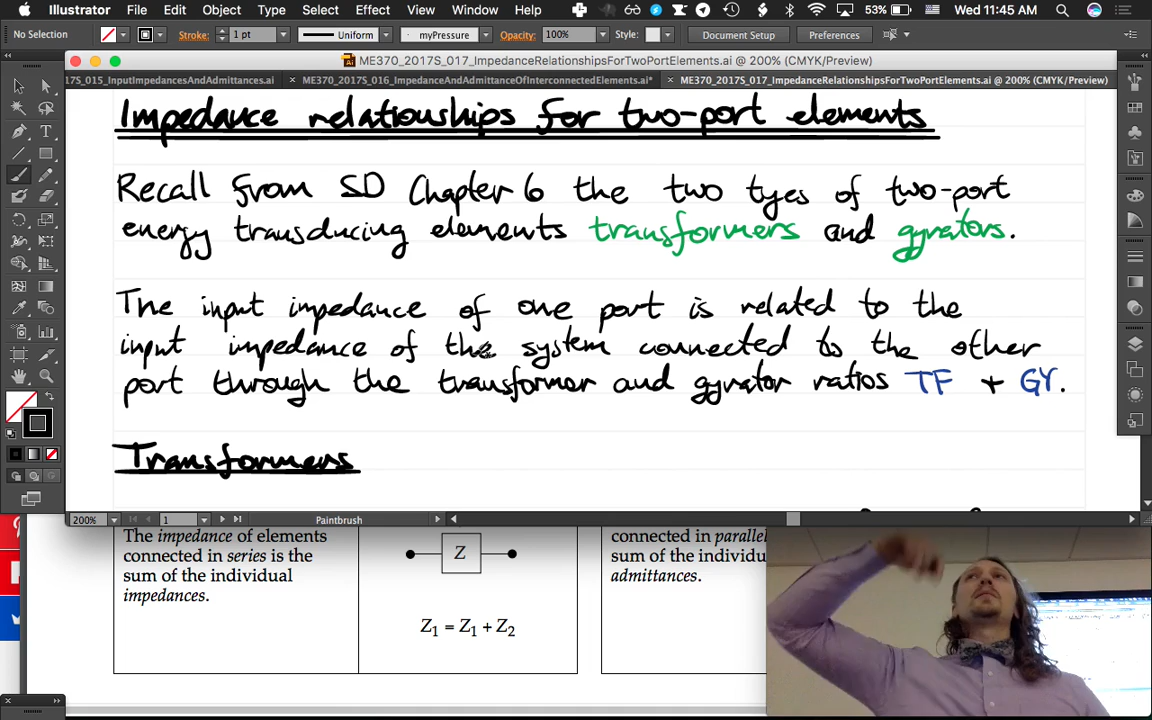 Illustrator File Edit Object Type Select Effect View Window Help 53% Wed 11:45 AM
No Selection Stroke: 1 pt Uniform myPressure Opacity: 100% Style: Document Setup Preferences
ME370_2017S_017_ImpedanceRelationshipsForTwoPortElements.ai @ 200% (CMYK/Preview)
17S_015_InputImpedancesAndAdmittances.ai ME370_2017S_016_ImpedanceAndAdmittanceOfInterconnectedElements.ai* ME370_2017S_017_ImpedanceRelationshipsForTwoPortElements.ai @ 200% (CMYK/Preview)
Impedance relationships for two-port elements
Recall from SD Chapter 6 the two tyes of two-port
energy transducing elements transformers and gyrators.
The input impedance of one port is related to the
input impedance of the system connected to the other
port through the transformer and gyrator ratios TF + GY.
Transformers
200% 1 Paintbrush
The impedance of elements
connected in series is the
sum of the individual
impedances.
Z
Z1 = Z1 + Z2
connected in parallel
sum of the individu
admittances.